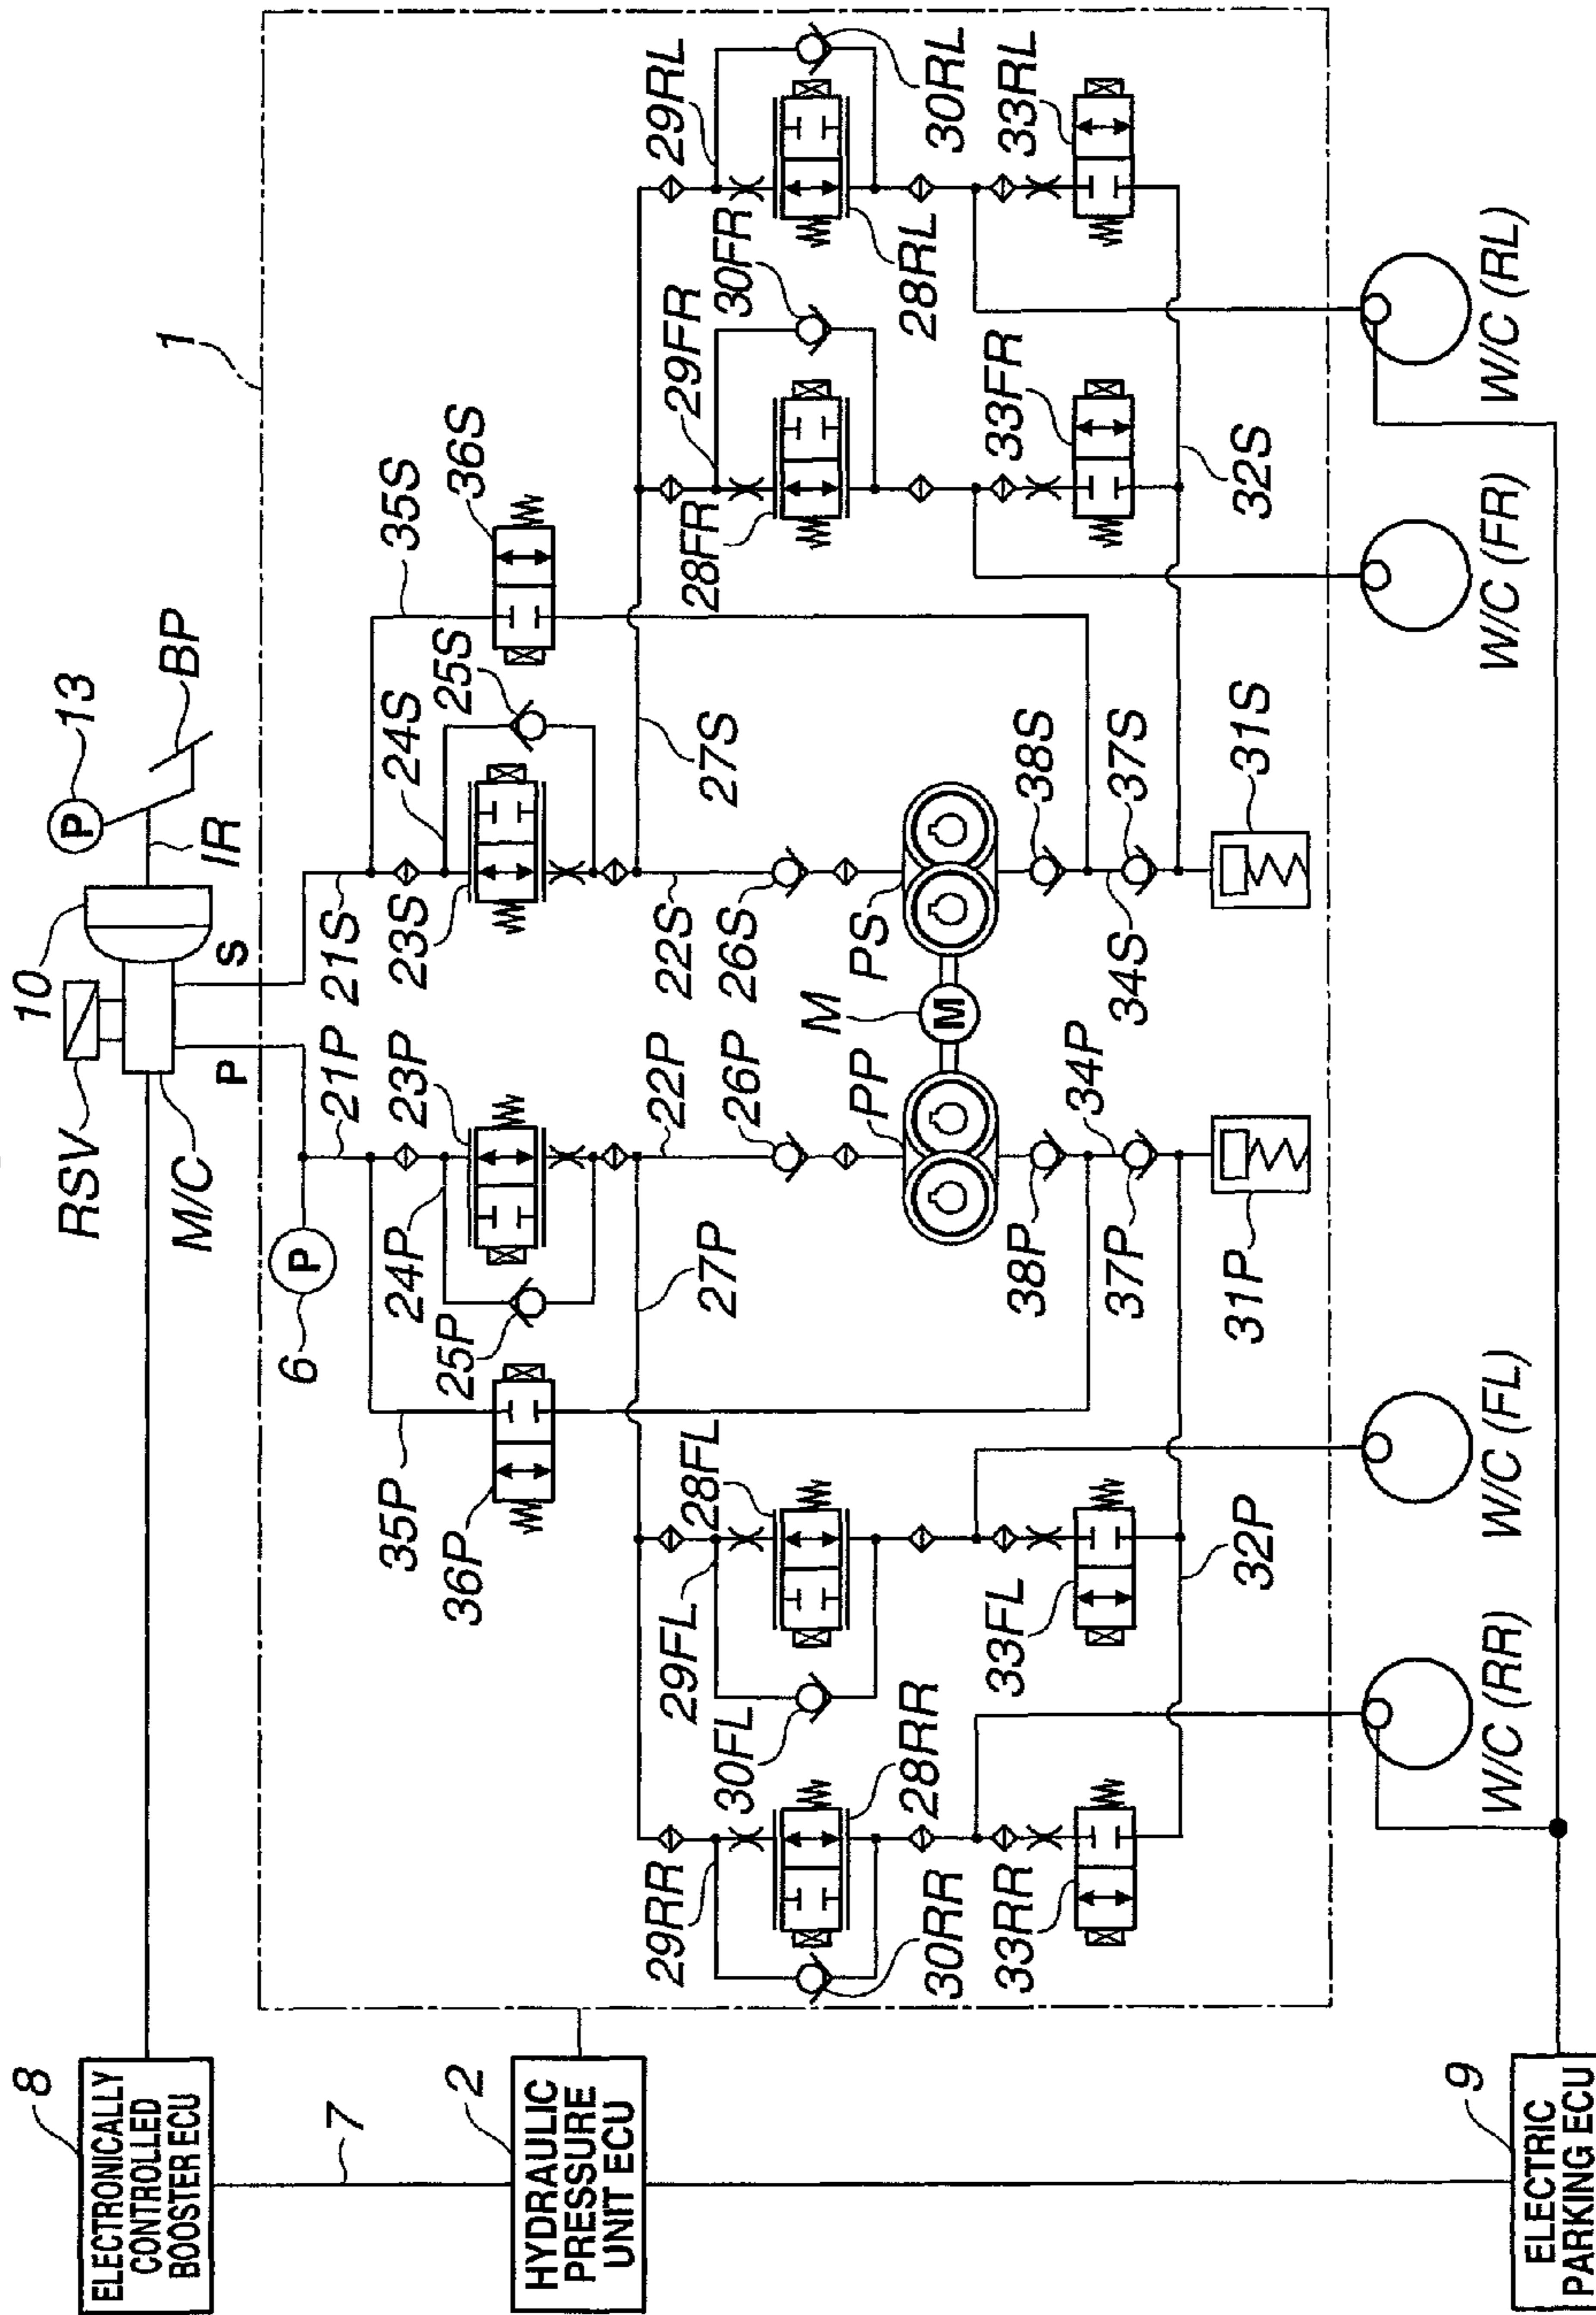 8
ELECTRONICALLY
CONTROLLED
BOOSTER ECU
7
2
HYDRAULIC
PRESSURE
UNIT ECU
9
ELECTRIC
PARKING ECU
RSV
10
M/C
P
S
IR
P
13
BP
1
P
6
21P
21S
35P
36P
24P
25P
23P
23S
24S
25S
35S
36S
27P
22P
22S
27S
26P
26S
29RR
30RR
28RR
29FL
30FL
28FL
28FR
29FR
30FR
29RL
28RL
30RL
PP
M
M
PS
33RR
33FL
33FR
33RL
38P
34P
37P
38S
34S
37S
32P
31P
31S
32S
W/C (RR)
W/C (FL)
W/C (FR)
W/C (RL)